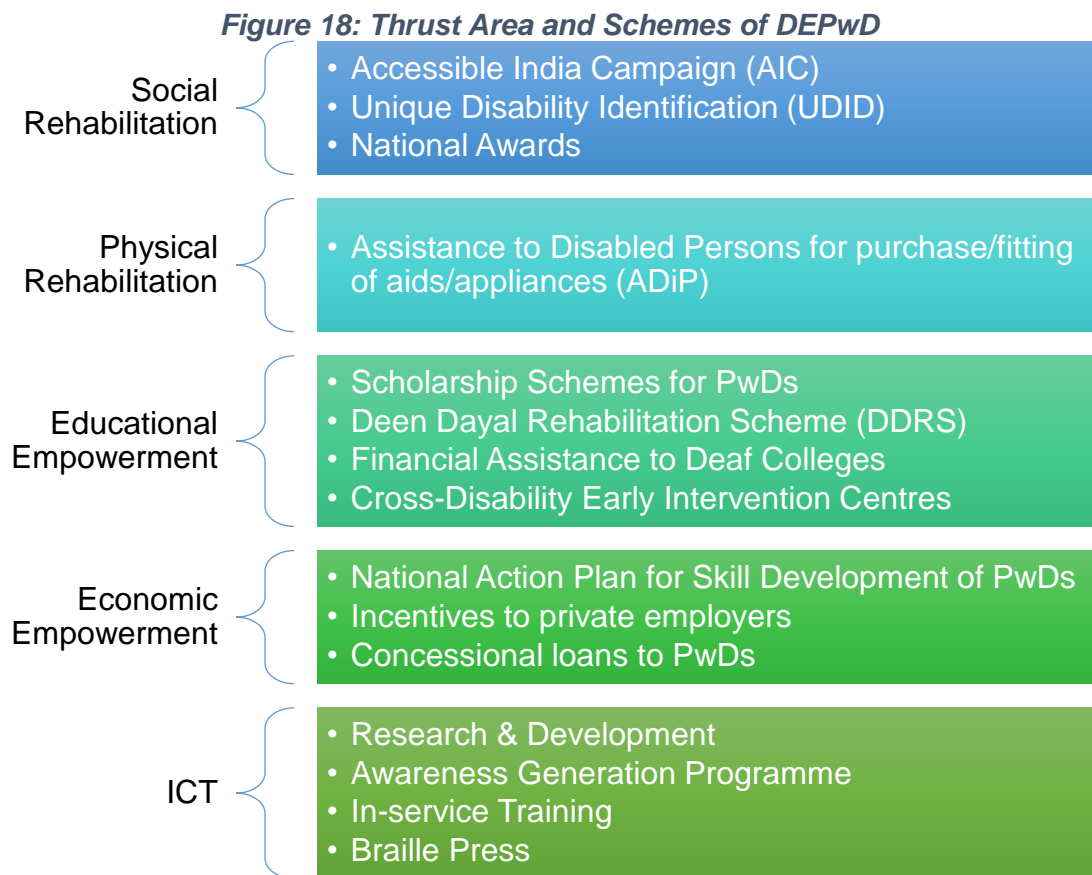 Figure 18: Thrust Area and Schemes of DEPwD
Social
Rehabilitation
• Accessible India Campaign (AIC)
• Unique Disability Identification (UDID)
• National Awards
Physical
Rehabilitation
• Assistance to Disabled Persons for purchase/fitting
of aids/appliances (ADiP)
Educational
Empowerment
• Scholarship Schemes for PwDs
• Deen Dayal Rehabilitation Scheme (DDRS)
• Financial Assistance to Deaf Colleges
• Cross-Disability Early Intervention Centres
Economic
Empowerment
• National Action Plan for Skill Development of PwDs
• Incentives to private employers
• Concessional loans to PwDs
ICT
• Research & Development
• Awareness Generation Programme
• In-service Training
• Braille Press